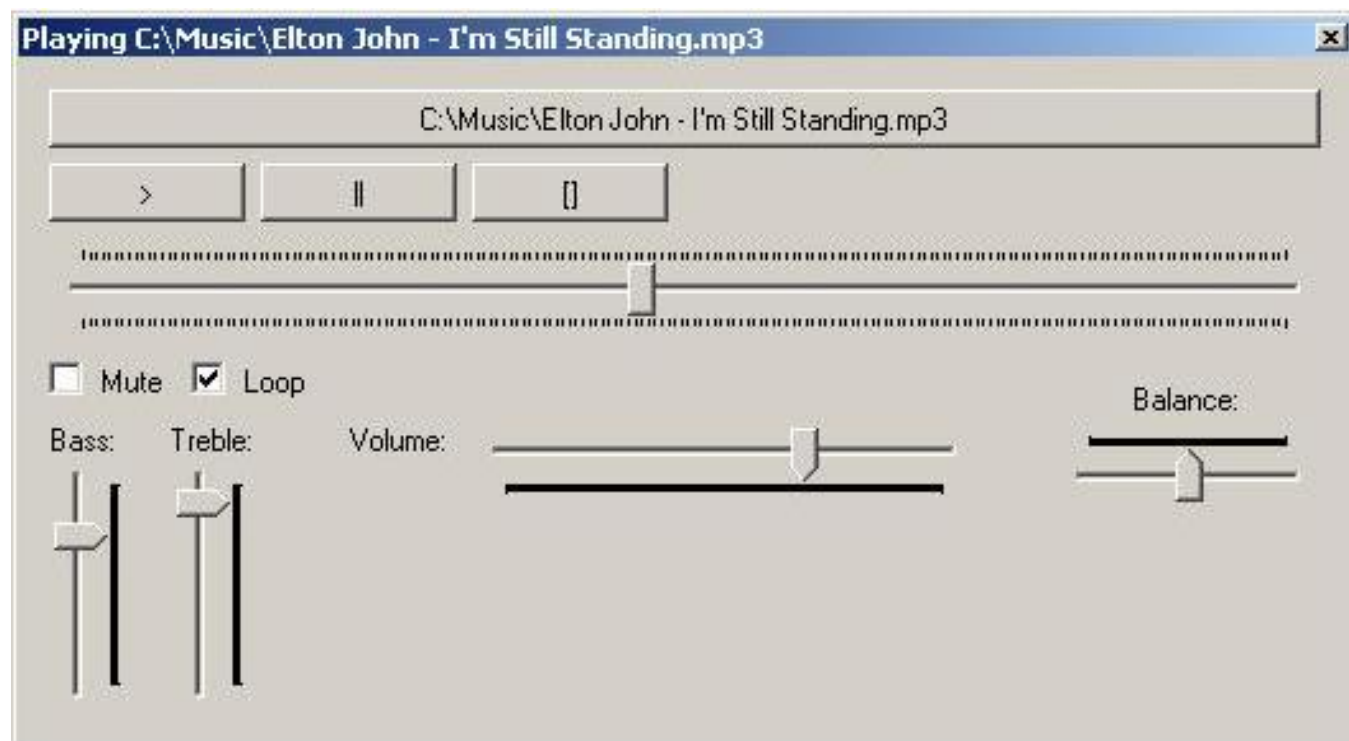 Playing C:\Music\Elton John - I'm Still Standing.mp3
C:\Music\Elton John - I'm Still Standing.mp3
> || []
Mute Loop
Balance:
Bass: Treble: Volume: